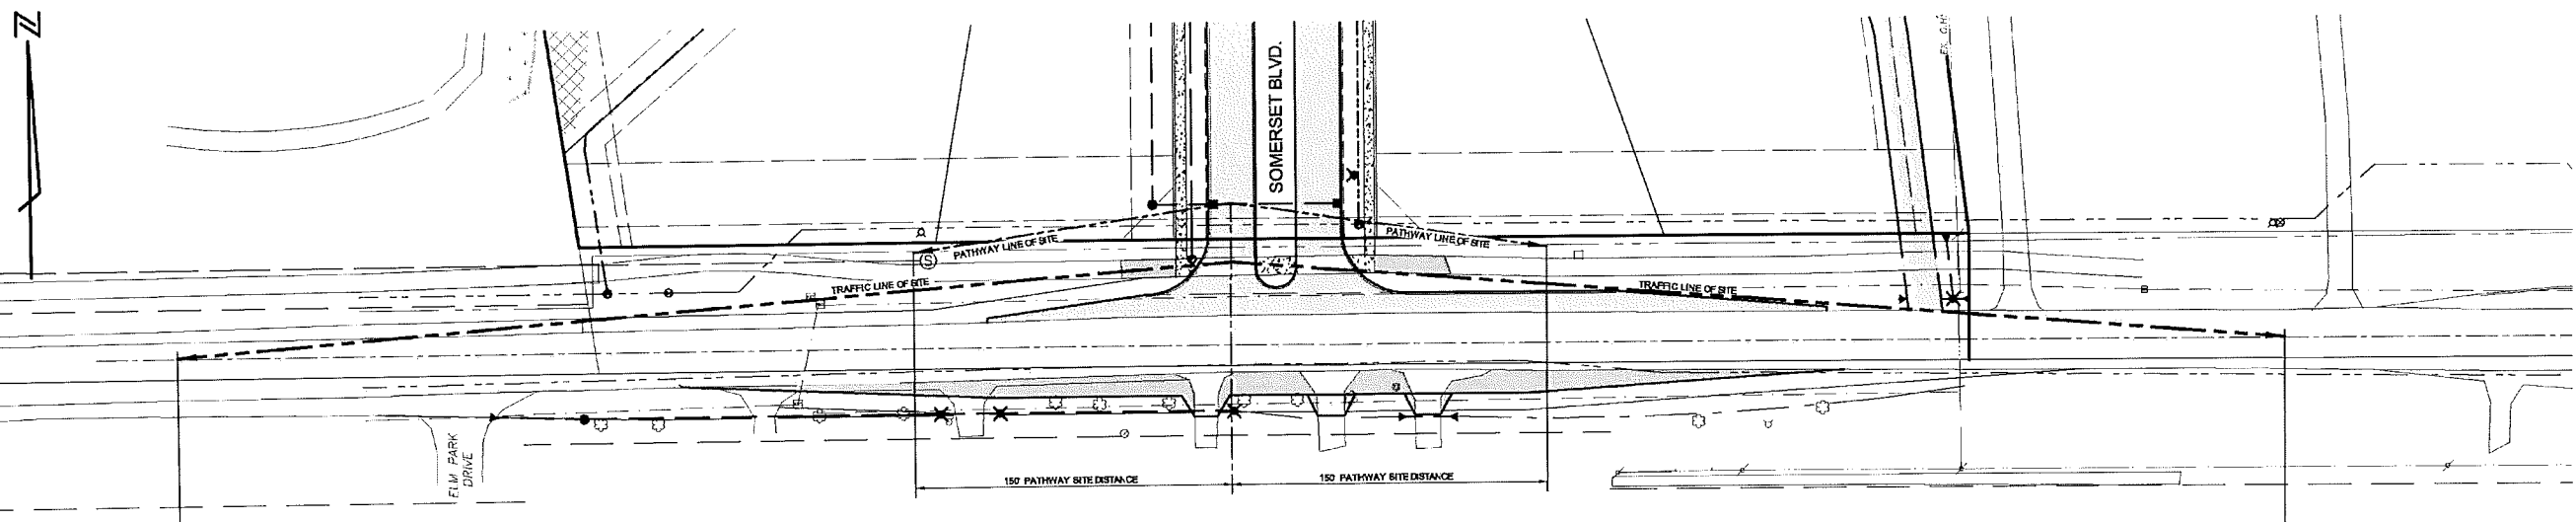 N
SOMERSET BLVD.
EX. O.H.
PATHWAY LINE OF SITE
PATHWAY LINE OF SITE
S
TRAFFIC LINE OF SITE
TRAFFIC LINE OF SITE
ELM PARK
DRIVE
150' PATHWAY SITE DISTANCE
150' PATHWAY SITE DISTANCE